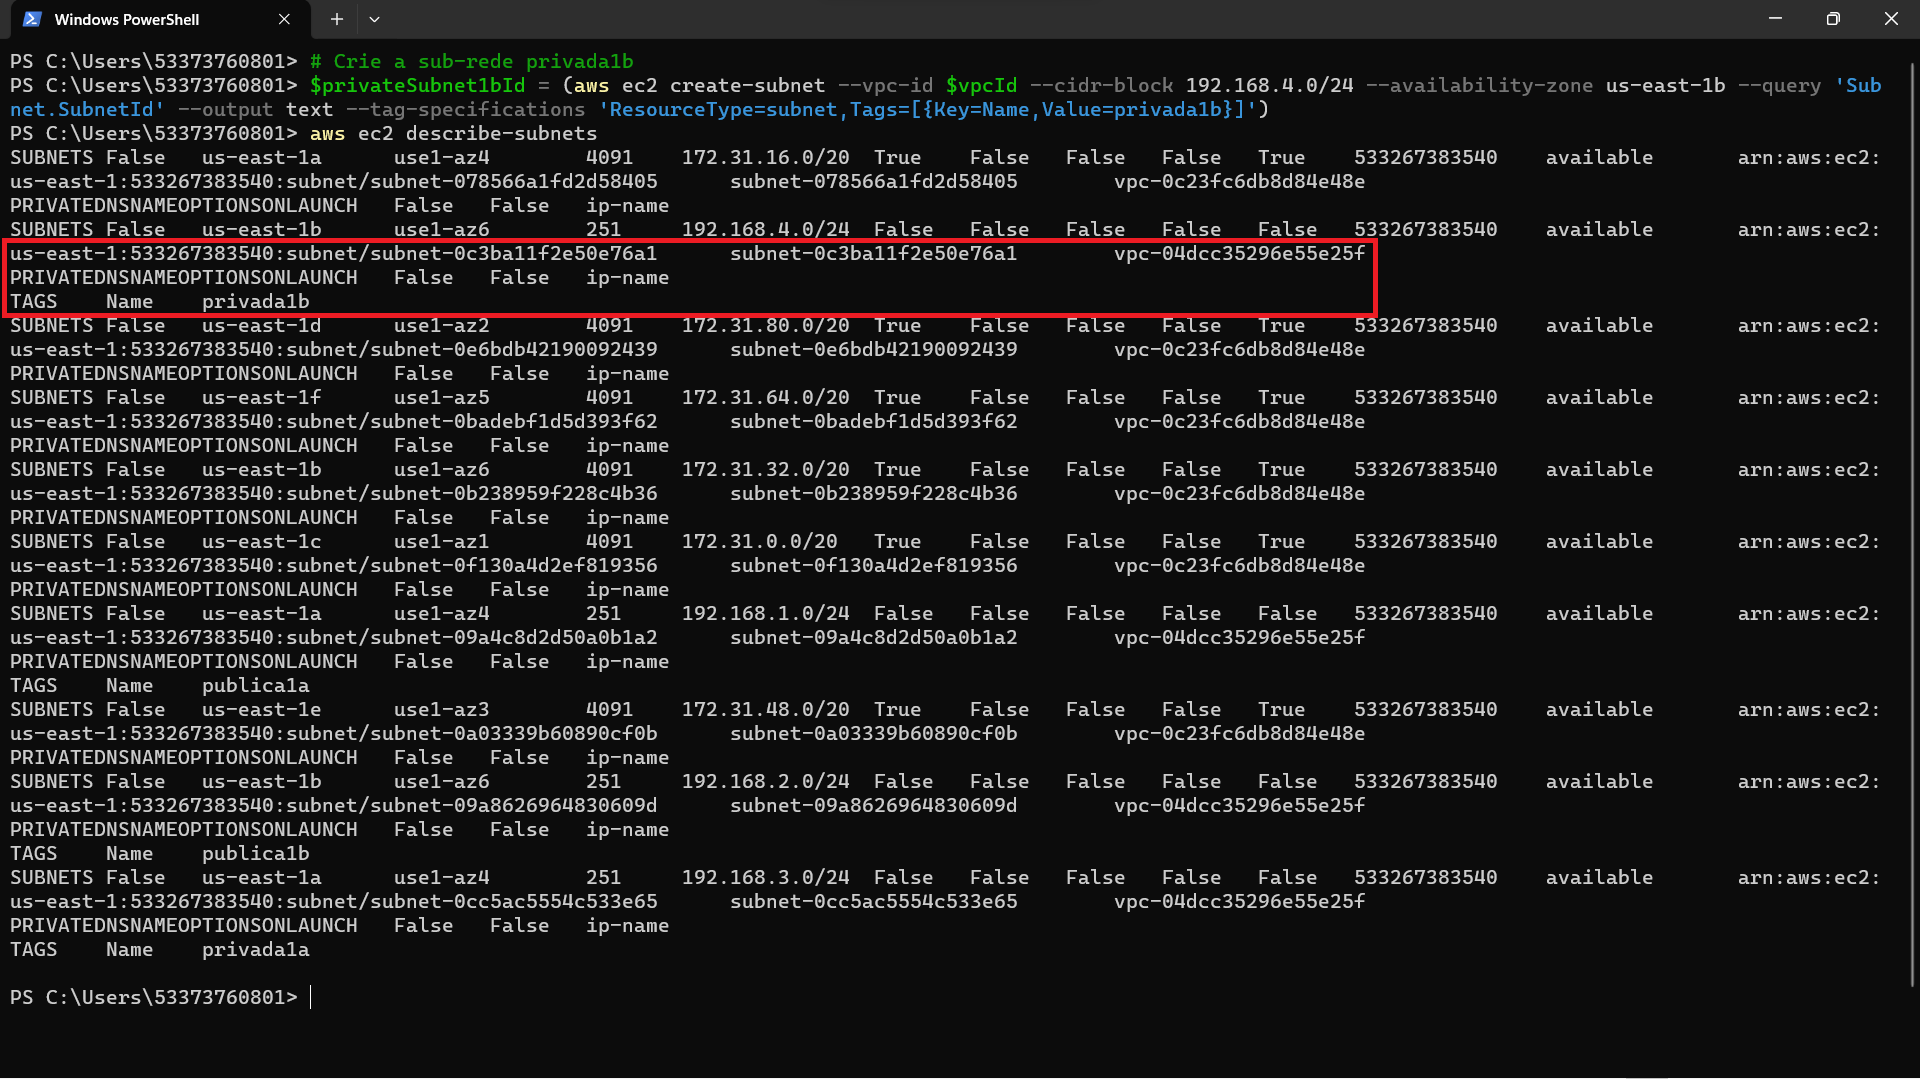 Windows PowerShell
PS C:\Users\53373760801> # Crie a sub-rede privada1b
PS C:\Users\53373760801> $privateSubnet1bId = (aws ec2 create-subnet --vpc-id $vpcId --cidr-block 192.168.4.0/24 --availability-zone us-east-1b --query 'Sub
net.SubnetId' --output text --tag-specifications 'ResourceType=subnet,Tags=[{Key=Name,Value=privada1b}]')
PS C:\Users\53373760801> aws ec2 describe-subnets
SUBNETS False us-east-1a use1-az4 4091 172.31.16.0/20 True False False False True 533267383540 available arn:aws:ec2:
us-east-1:533267383540:subnet/subnet-078566a1fd2d58405 subnet-078566a1fd2d58405 vpc-0c23fc6db8d84e48e
PRIVATEDNSNAMEOPTIONSONLAUNCH False False ip-name
SUBNETS False us-east-1b use1-az6 251 192.168.4.0/24 False False False False False 533267383540 available arn:aws:ec2:
us-east-1:533267383540:subnet/subnet-0c3ba11f2e50e76a1 subnet-0c3ba11f2e50e76a1 vpc-04dcc35296e55e25f
PRIVATEDNSNAMEOPTIONSONLAUNCH False False ip-name
TAGS Name privada1b
SUBNETS False us-east-1d use1-az2 4091 172.31.80.0/20 True False False False True 533267383540 available arn:aws:ec2:
us-east-1:533267383540:subnet/subnet-0e6bdb42190092439 subnet-0e6bdb42190092439 vpc-0c23fc6db8d84e48e
PRIVATEDNSNAMEOPTIONSONLAUNCH False False ip-name
SUBNETS False us-east-1f use1-az5 4091 172.31.64.0/20 True False False False True 533267383540 available arn:aws:ec2:
us-east-1:533267383540:subnet/subnet-0badebf1d5d393f62 subnet-0badebf1d5d393f62 vpc-0c23fc6db8d84e48e
PRIVATEDNSNAMEOPTIONSONLAUNCH False False ip-name
SUBNETS False us-east-1b use1-az6 4091 172.31.32.0/20 True False False False True 533267383540 available arn:aws:ec2:
us-east-1:533267383540:subnet/subnet-0b238959f228c4b36 subnet-0b238959f228c4b36 vpc-0c23fc6db8d84e48e
PRIVATEDNSNAMEOPTIONSONLAUNCH False False ip-name
SUBNETS False us-east-1c use1-az1 4091 172.31.0.0/20 True False False False True 533267383540 available arn:aws:ec2:
us-east-1:533267383540:subnet/subnet-0f130a4d2ef819356 subnet-0f130a4d2ef819356 vpc-0c23fc6db8d84e48e
PRIVATEDNSNAMEOPTIONSONLAUNCH False False ip-name
SUBNETS False us-east-1a use1-az4 251 192.168.1.0/24 False False False False False 533267383540 available arn:aws:ec2:
us-east-1:533267383540:subnet/subnet-09a4c8d2d50a0b1a2 subnet-09a4c8d2d50a0b1a2 vpc-04dcc35296e55e25f
PRIVATEDNSNAMEOPTIONSONLAUNCH False False ip-name
TAGS Name publica1a
SUBNETS False us-east-1e use1-az3 4091 172.31.48.0/20 True False False False True 533267383540 available arn:aws:ec2:
us-east-1:533267383540:subnet/subnet-0a03339b60890cf0b subnet-0a03339b60890cf0b vpc-0c23fc6db8d84e48e
PRIVATEDNSNAMEOPTIONSONLAUNCH False False ip-name
SUBNETS False us-east-1b use1-az6 251 192.168.2.0/24 False False False False False 533267383540 available arn:aws:ec2:
us-east-1:533267383540:subnet/subnet-09a8626964830609d subnet-09a8626964830609d vpc-04dcc35296e55e25f
PRIVATEDNSNAMEOPTIONSONLAUNCH False False ip-name
TAGS Name publica1b
SUBNETS False us-east-1a use1-az4 251 192.168.3.0/24 False False False False False 533267383540 available arn:aws:ec2:
us-east-1:533267383540:subnet/subnet-0cc5ac5554c533e65 subnet-0cc5ac5554c533e65 vpc-04dcc35296e55e25f
PRIVATEDNSNAMEOPTIONSONLAUNCH False False ip-name
TAGS Name privada1a
PS C:\Users\53373760801>